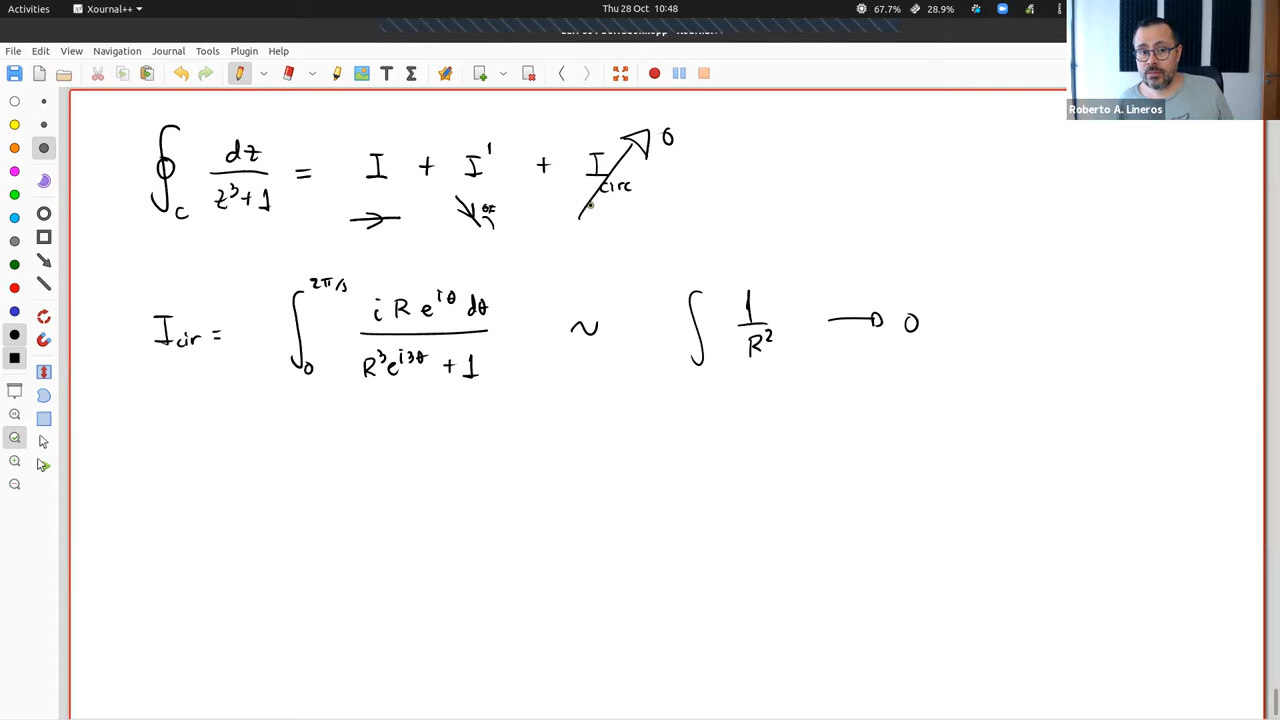 Activities Xournal++ Thu 28 Oct 10:48 67.7% 28.9%
File Edit View Navigation Journal Tools Plugin Help
Roberto A. Lineros
∮_C dz/(z³+1) = I + I' + I_circ → 0
I_cir = ∫_0^{2π/3} i R e^{iθ} dθ / (R³e^{i3θ} + 1) ~ ∫ 1/R² → 0